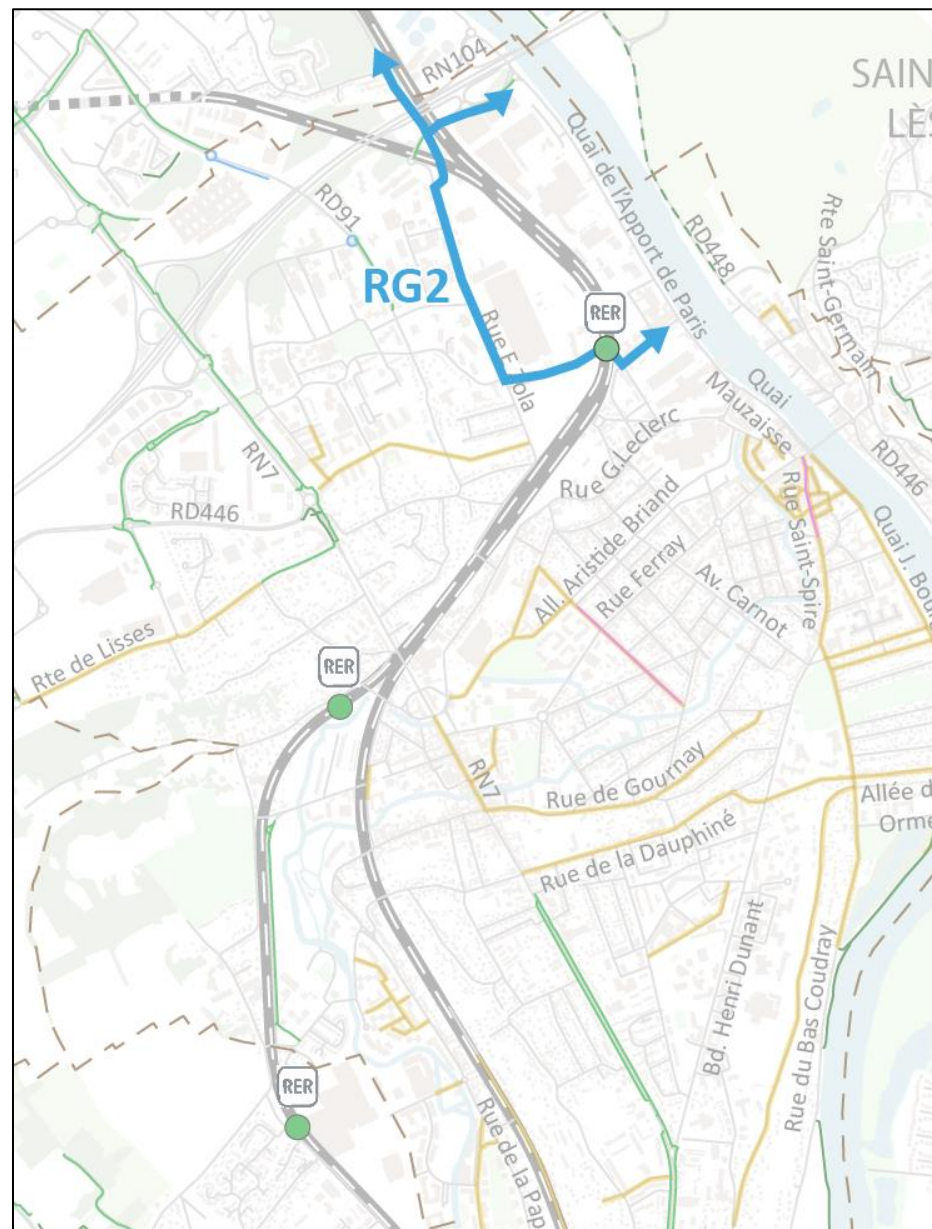 RN104
SAIN
LÈS
Quai de l'Apport de Paris
RD448
Rte Saint-Germain
RD91
RG2
RER
Rue E. Zola
Quai
Mauzaisse
RD446
Rue G.Leclerc
RN7
RD446
All. Aristide Briand
Rue Ferray
Av. Carnot
Rue Saint-Spire
Quai J. Bour
Rte de Lisses
RER
RN7
Rue de Gournay
Allée d
Orme
Rue de la Dauphiné
Bd. Henri Dunant
Rue du Bas Coudray
RER
Rue de la Pap